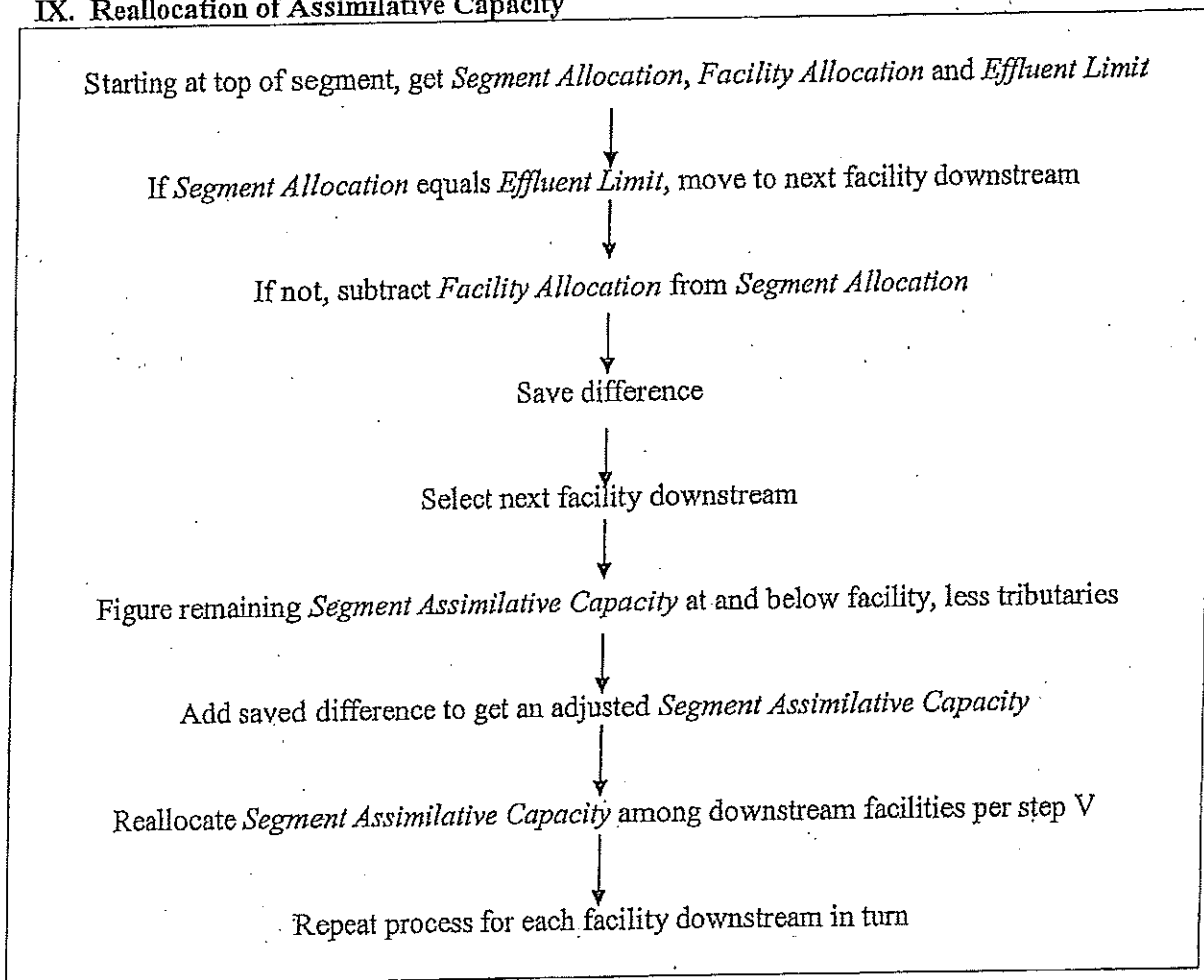 IX. Reallocation of Assimilative Capacity
Starting at top of segment, get Segment Allocation, Facility Allocation and Effluent Limit
If Segment Allocation equals Effluent Limit, move to next facility downstream
If not, subtract Facility Allocation from Segment Allocation
Save difference
Select next facility downstream
Figure remaining Segment Assimilative Capacity at and below facility, less tributaries
Add saved difference to get an adjusted Segment Assimilative Capacity
Reallocate Segment Assimilative Capacity among downstream facilities per step V
Repeat process for each facility downstream in turn